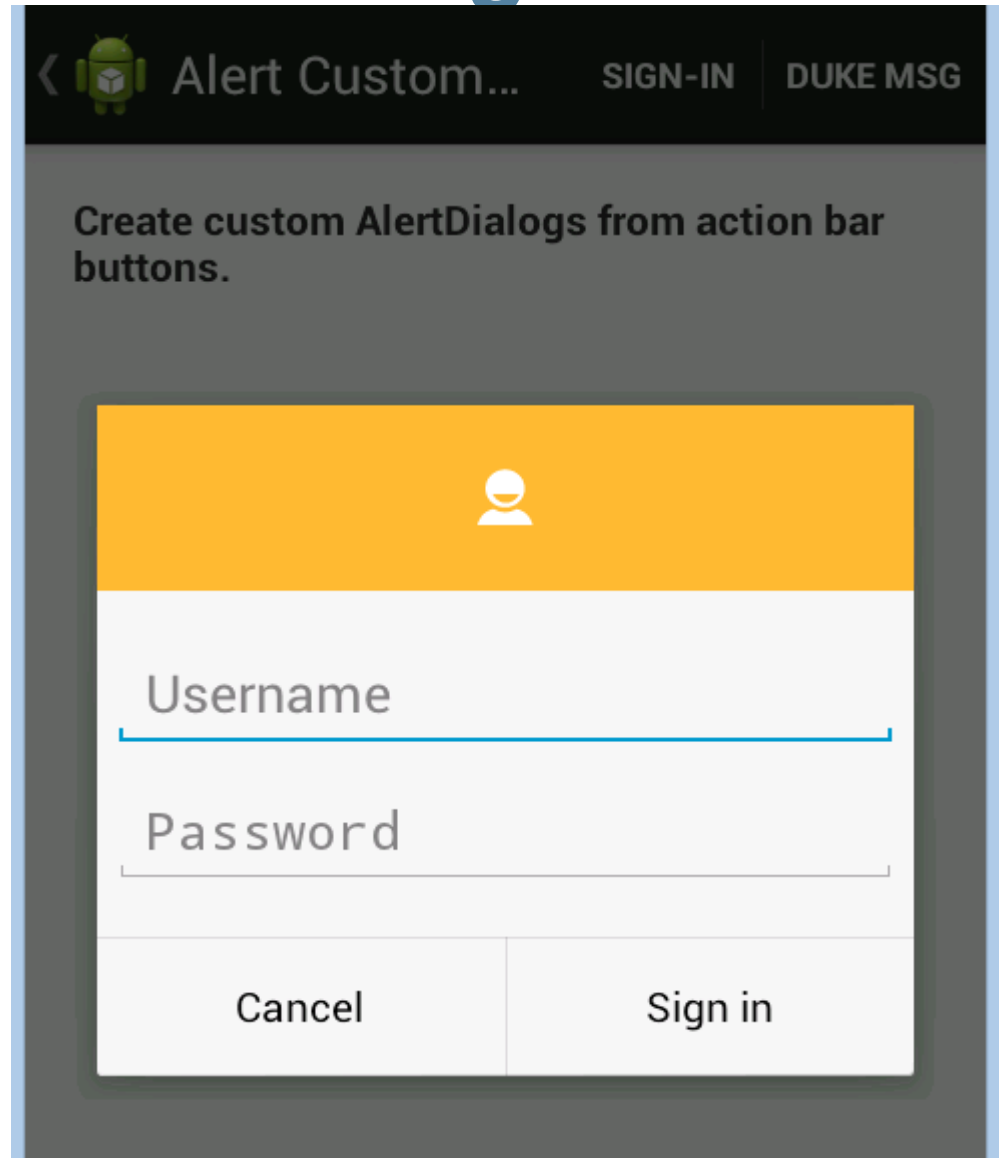 Alert Custom... SIGN-IN DUKE MSG
Create custom AlertDialogs from action bar
buttons.
Username
Password
Cancel Sign in